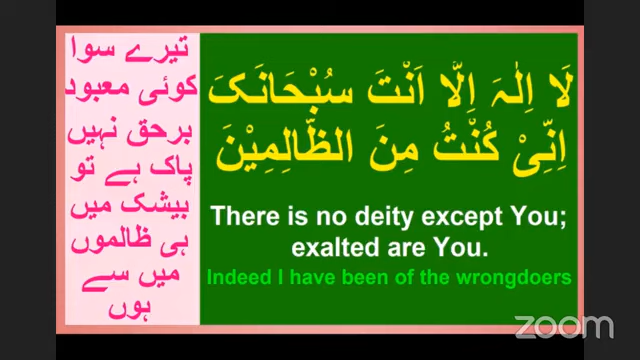 تیرے سوا
کوئی معبود
برحق نہیں
پاک ہے تو
بیشک میں
ہی ظالموں
میں سے
ہوں
لَا اِلٰہَ اِلَّا اَنْتَ سُبْحَانَکَ
اِنِّیْ کُنْتُ مِنَ الظَّالِمِیْنَ
There is no deity except You;
exalted are You.
Indeed I have been of the wrongdoers
zoom